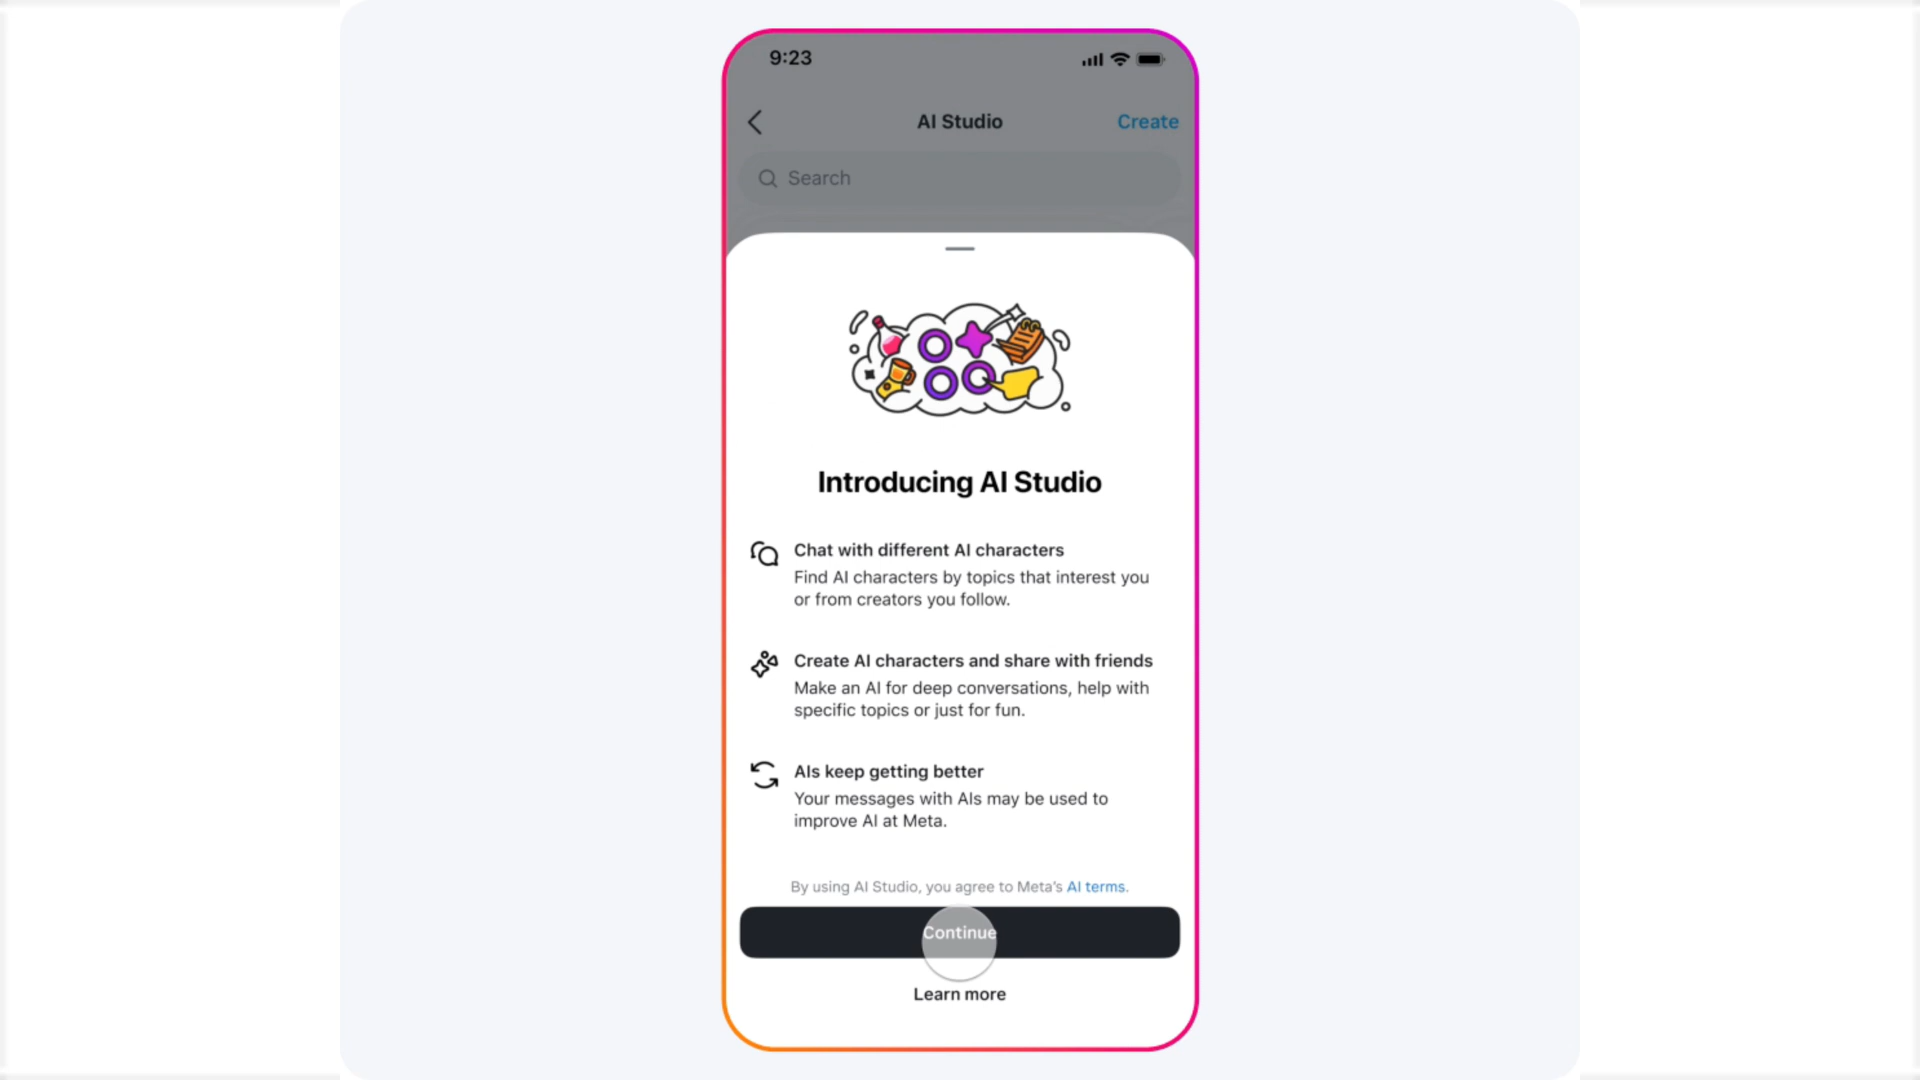 9:23
AI Studio
Create
Search
Introducing AI Studio
Chat with different AI characters
Find AI characters by topics that interest you
or from creators you follow.
Create AI characters and share with friends
Make an AI for deep conversations, help with
specific topics or just for fun.
AIs keep getting better
Your messages with AIs may be used to
improve AI at Meta.
By using AI Studio, you agree to Meta's AI terms.
Continue
Learn more